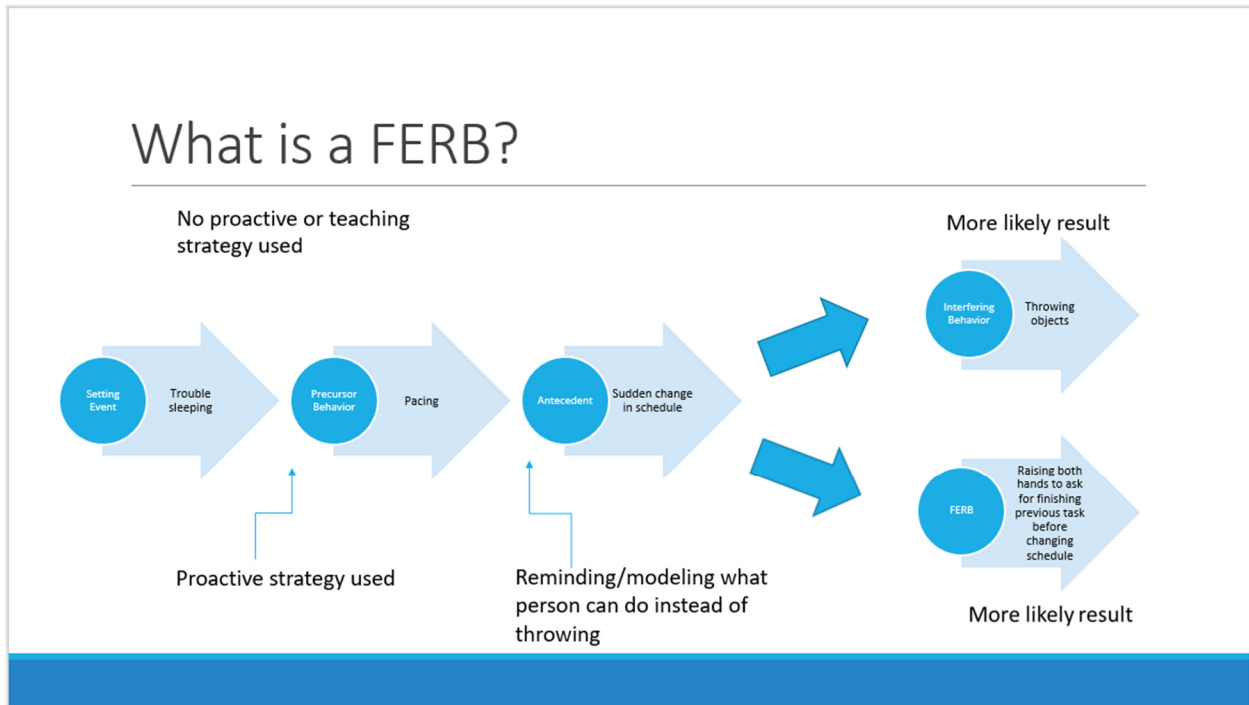 What is a FERB?
No proactive or teaching
strategy used
More likely result
Interfering
Behavior
Throwing
objects
Setting
Event
Trouble
sleeping
Precursor
Behavior
Pacing
Antecedent
Sudden change
in schedule
FERB
Raising both
hands to ask
for finishing
previous task
before
changing
schedule
Proactive strategy used
Reminding/modeling what
person can do instead of
throwing
More likely result